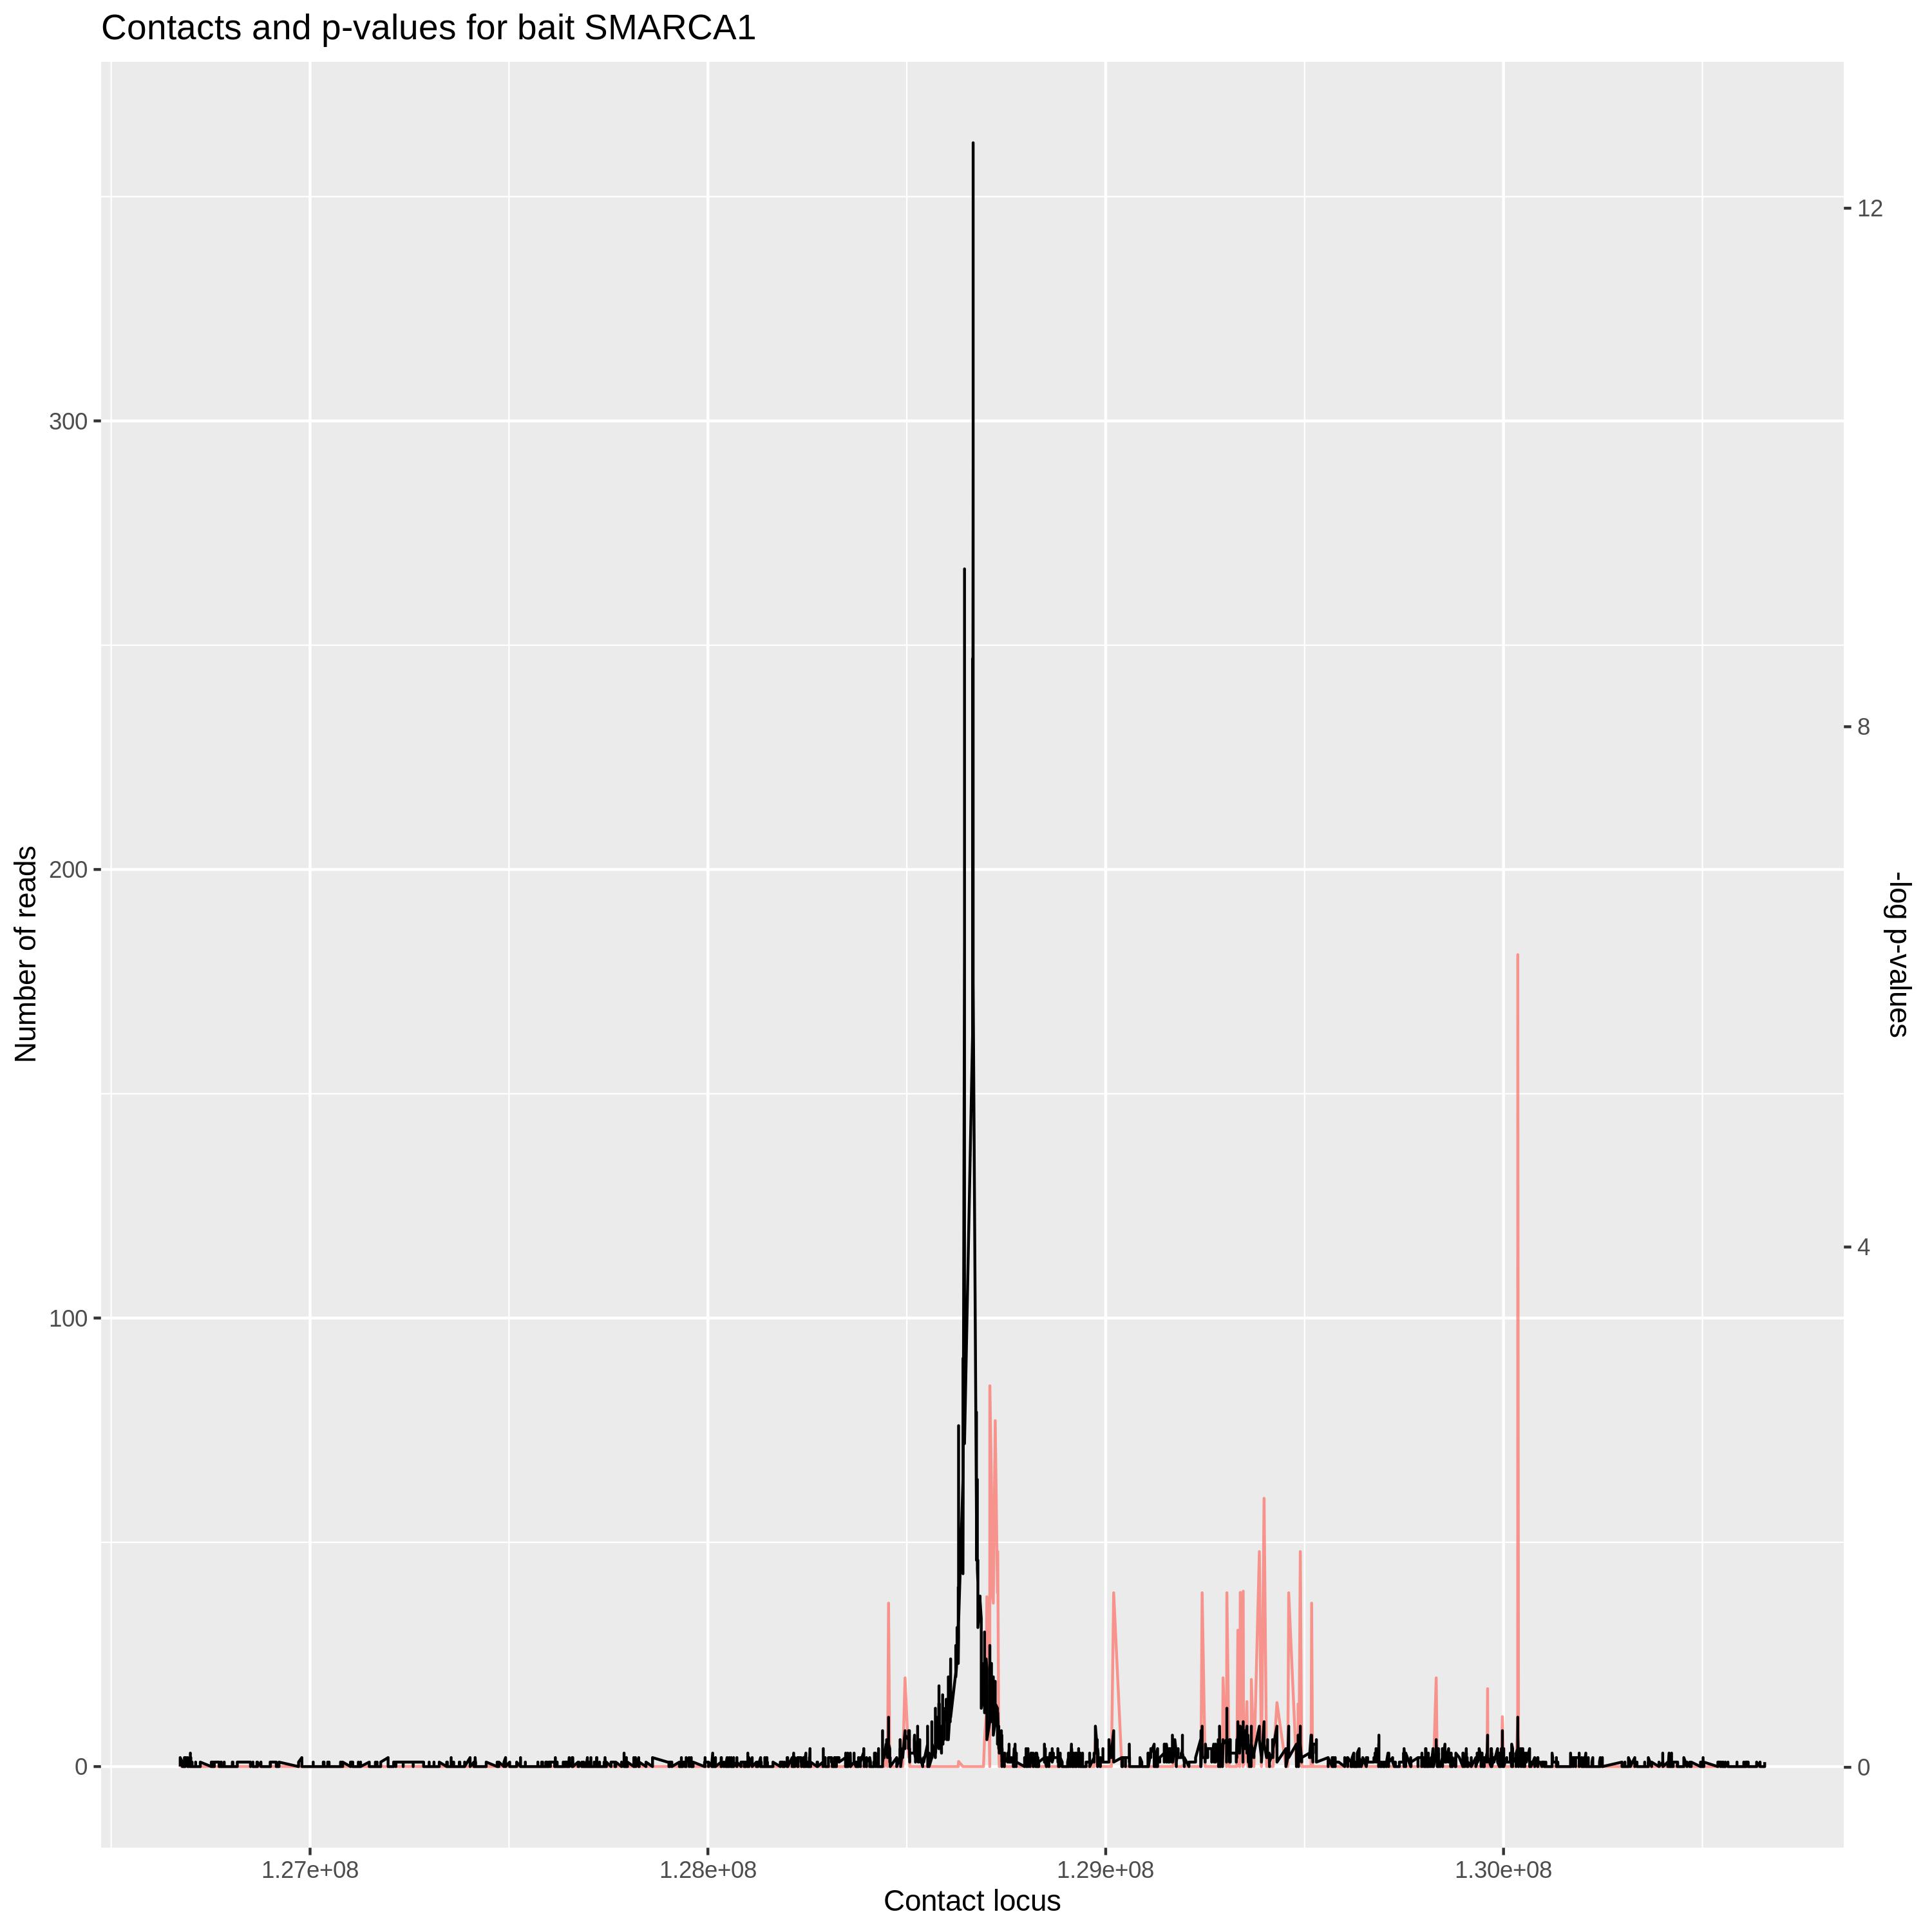 Contacts and p-values for bait SMARCA1
300
200
100
0
Number of reads
12
8
4
0
-log p-values
1.27e+08
1.28e+08
1.29e+08
1.30e+08
Contact locus